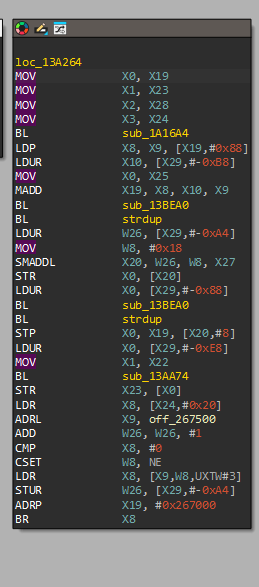 loc_13A264
MOV X0, X19
MOV X1, X23
MOV X2, X28
MOV X3, X24
BL sub_1A16A4
LDP X8, X9, [X19,#0x88]
LDUR X10, [X29,#-0xB8]
MOV X0, X25
MADD X19, X8, X10, X9
BL sub_13BEA0
BL strdup
LDUR W26, [X29,#-0xA4]
MOV W8, #0x18
SMADDL X20, W26, W8, X27
STR X0, [X20]
LDUR X0, [X29,#-0x88]
BL sub_13BEA0
BL strdup
STP X0, X19, [X20,#8]
LDUR X0, [X29,#-0xE8]
MOV X1, X22
BL sub_13AA74
STR X23, [X0]
LDR X8, [X24,#0x20]
ADRL X9, off_267500
ADD W26, W26, #1
CMP X8, #0
CSET W8, NE
LDR X8, [X9,W8,UXTW#3]
STUR W26, [X29,#-0xA4]
ADRP X19, #0x267000
BR X8